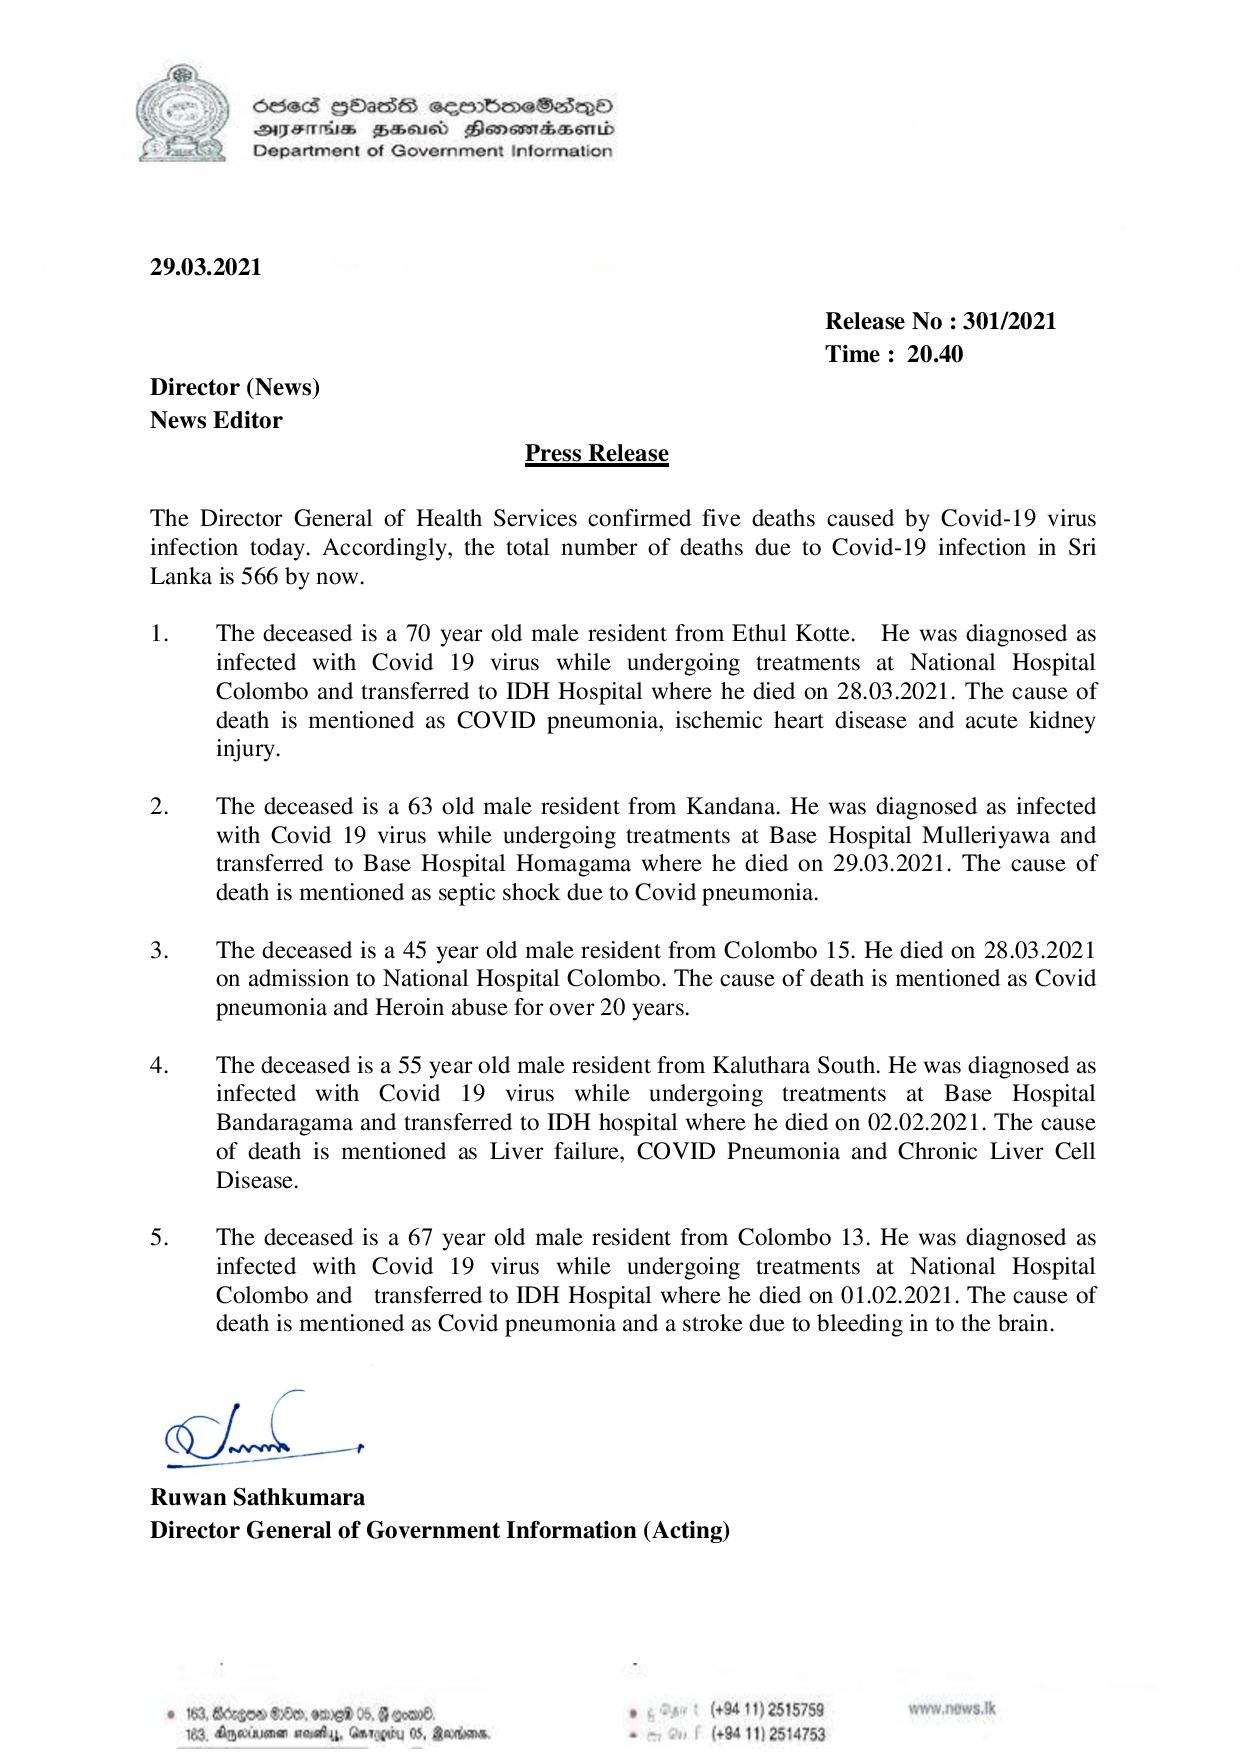 රජයේ ප්‍රවෘත්ති දෙපාර්තමේන්තුව
அரசாங்க தகவல் திணைக்களம்
Department of Government Information
29.03.2021
Release No : 301/2021
Time :  20.40
Director (News)
News Editor
Press Release
The Director General of Health Services confirmed five deaths caused by Covid-19 virus
infection today. Accordingly, the total number of deaths due to Covid-19 infection in Sri
Lanka is 566 by now.
1. The deceased is a 70 year old male resident from Ethul Kotte. He was diagnosed as
infected with Covid 19 virus while undergoing treatments at National Hospital
Colombo and transferred to IDH Hospital where he died on 28.03.2021. The cause of
death is mentioned as COVID pneumonia, ischemic heart disease and acute kidney
injury.
2. The deceased is a 63 old male resident from Kandana. He was diagnosed as infected
with Covid 19 virus while undergoing treatments at Base Hospital Mulleriyawa and
transferred to Base Hospital Homagama where he died on 29.03.2021. The cause of
death is mentioned as septic shock due to Covid pneumonia.
3. The deceased is a 45 year old male resident from Colombo 15. He died on 28.03.2021
on admission to National Hospital Colombo. The cause of death is mentioned as Covid
pneumonia and Heroin abuse for over 20 years.
4. The deceased is a 55 year old male resident from Kaluthara South. He was diagnosed as
infected with Covid 19 virus while undergoing treatments at Base Hospital
Bandaragama and transferred to IDH hospital where he died on 02.02.2021. The cause
of death is mentioned as Liver failure, COVID Pneumonia and Chronic Liver Cell
Disease.
5. The deceased is a 67 year old male resident from Colombo 13. He was diagnosed as
infected with Covid 19 virus while undergoing treatments at National Hospital
Colombo and transferred to IDH Hospital where he died on 01.02.2021. The cause of
death is mentioned as Covid pneumonia and a stroke due to bleeding in to the brain.
Ruwan Sathkumara
Director General of Government Information (Acting)
163, කිරුලපන මාවත, කොළඹ 05, ශ්‍රී ලංකාව.
163, கிருலப்பனை எவனியூ, கொழும்பு 05, இலங்கை.
(+94 11) 2515759
(+94 11) 2514753
www.news.lk